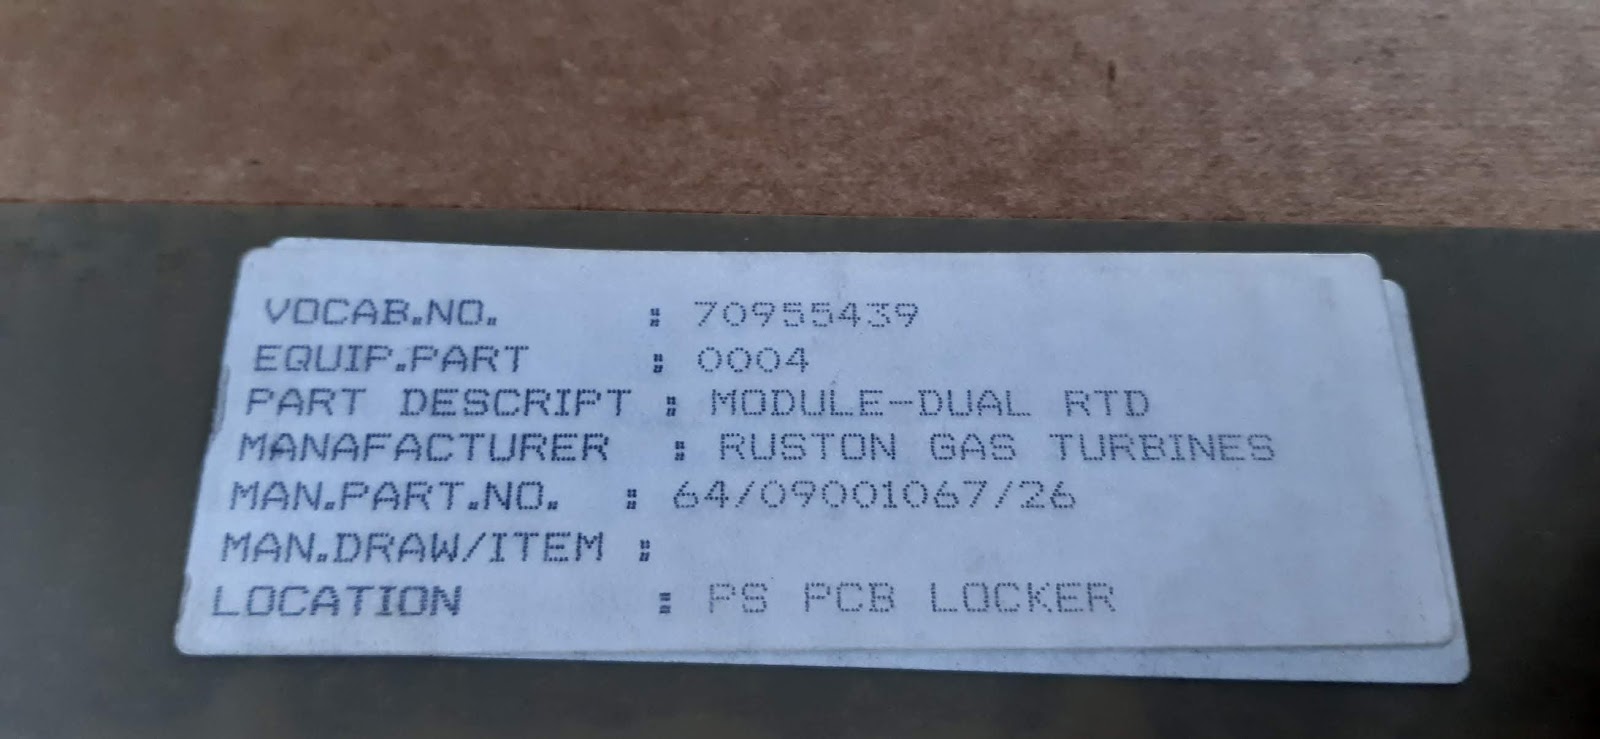 VOCAB.NO. : 70955439
EQUIP.PART : 0004
PART DESCRIPT : MODULE-DUAL RTD
MANAFACTURER : RUSTON GAS TURBINES
MAN.PART.NO. : 64/09001067/26
MAN.DRAW/ITEM :
LOCATION : PS PCB LOCKER